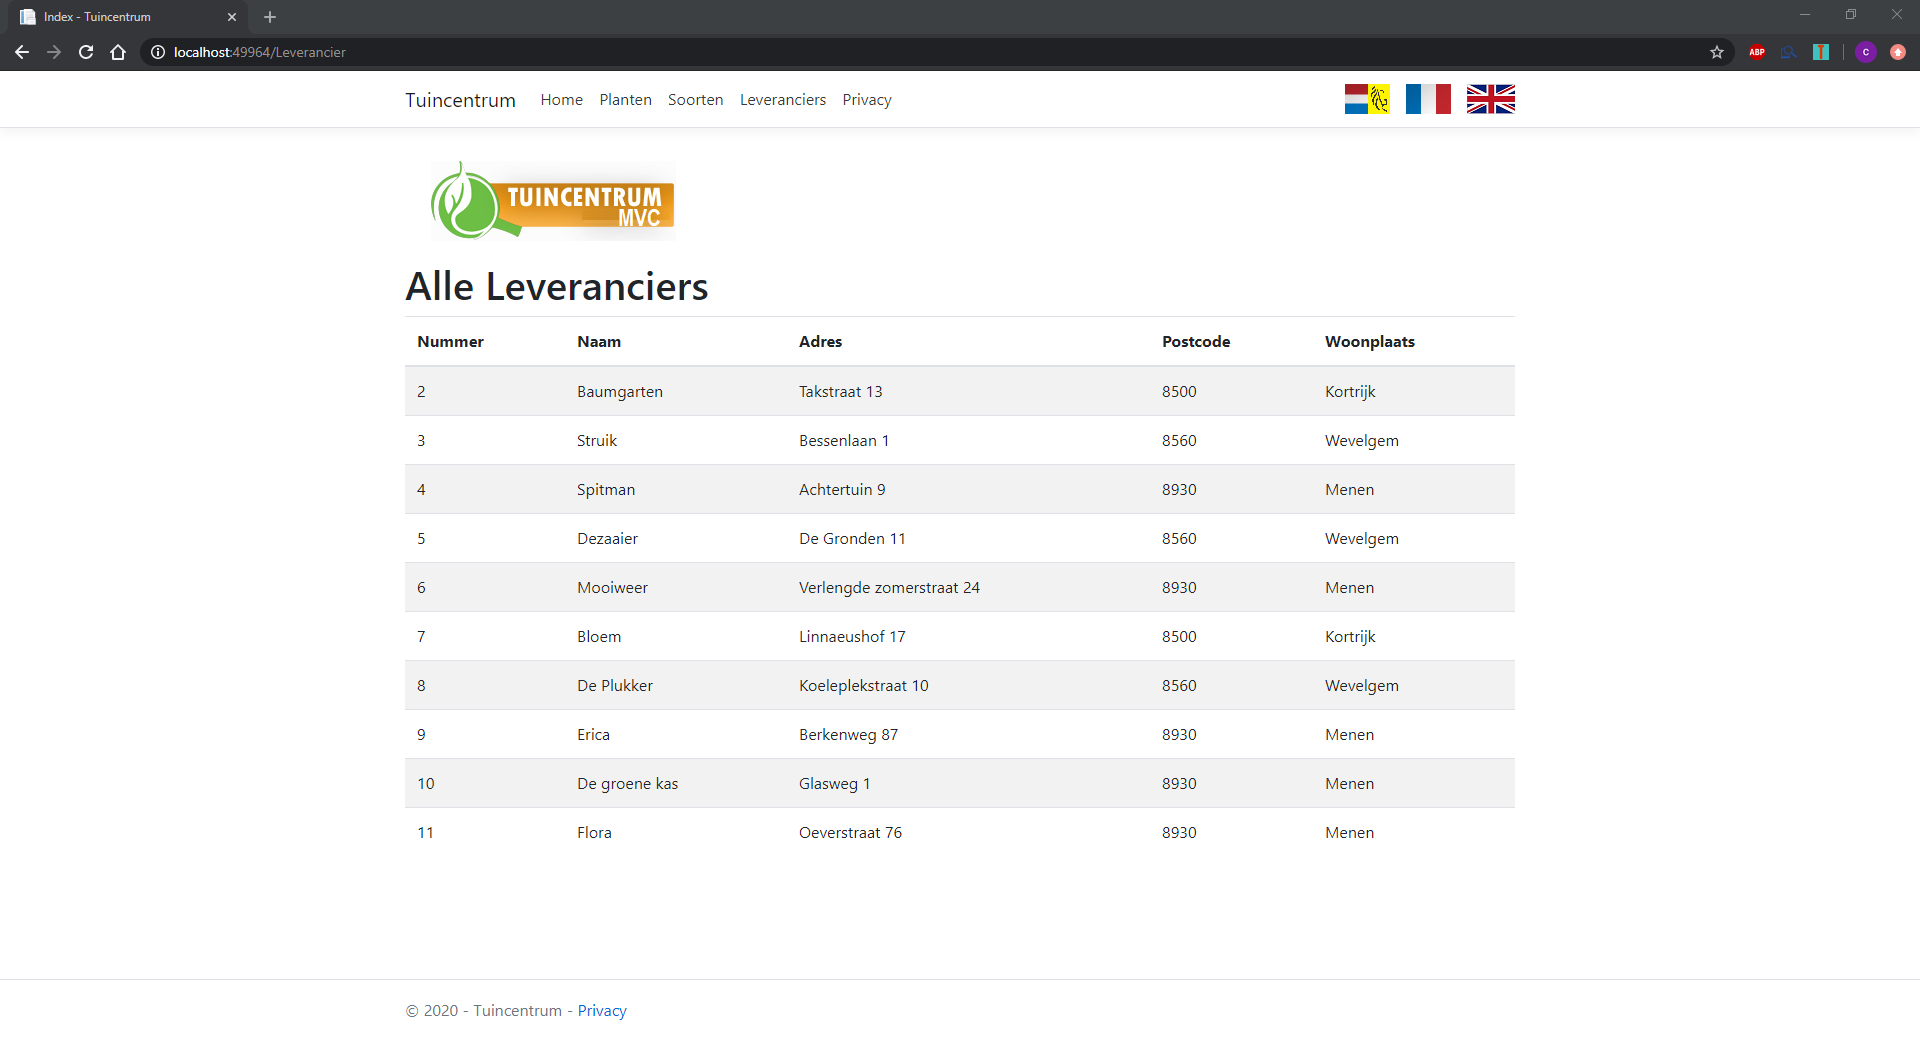 Index - Tuincentrum
localhost:49964/Leverancier
ABP
C
Tuincentrum Home Planten Soorten Leveranciers Privacy
TUINCENTRUM
MVC
Alle Leveranciers
Nummer Naam Adres Postcode Woonplaats
2 Baumgarten Takstraat 13 8500 Kortrijk
3 Struik Bessenlaan 1 8560 Wevelgem
4 Spitman Achtertuin 9 8930 Menen
5 Dezaaier De Gronden 11 8560 Wevelgem
6 Mooiweer Verlengde zomerstraat 24 8930 Menen
7 Bloem Linnaeushof 17 8500 Kortrijk
8 De Plukker Koeleplekstraat 10 8560 Wevelgem
9 Erica Berkenweg 87 8930 Menen
10 De groene kas Glasweg 1 8930 Menen
11 Flora Oeverstraat 76 8930 Menen
© 2020 - Tuincentrum - Privacy